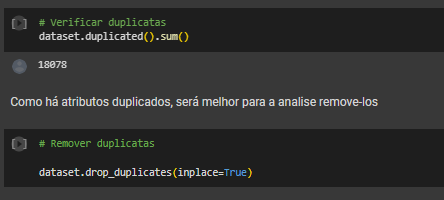 # Verificar duplicatas
dataset.duplicated().sum()
18078
Como há atributos duplicados, será melhor para a analise remove-los
# Remover duplicatas
dataset.drop_duplicates(inplace=True)